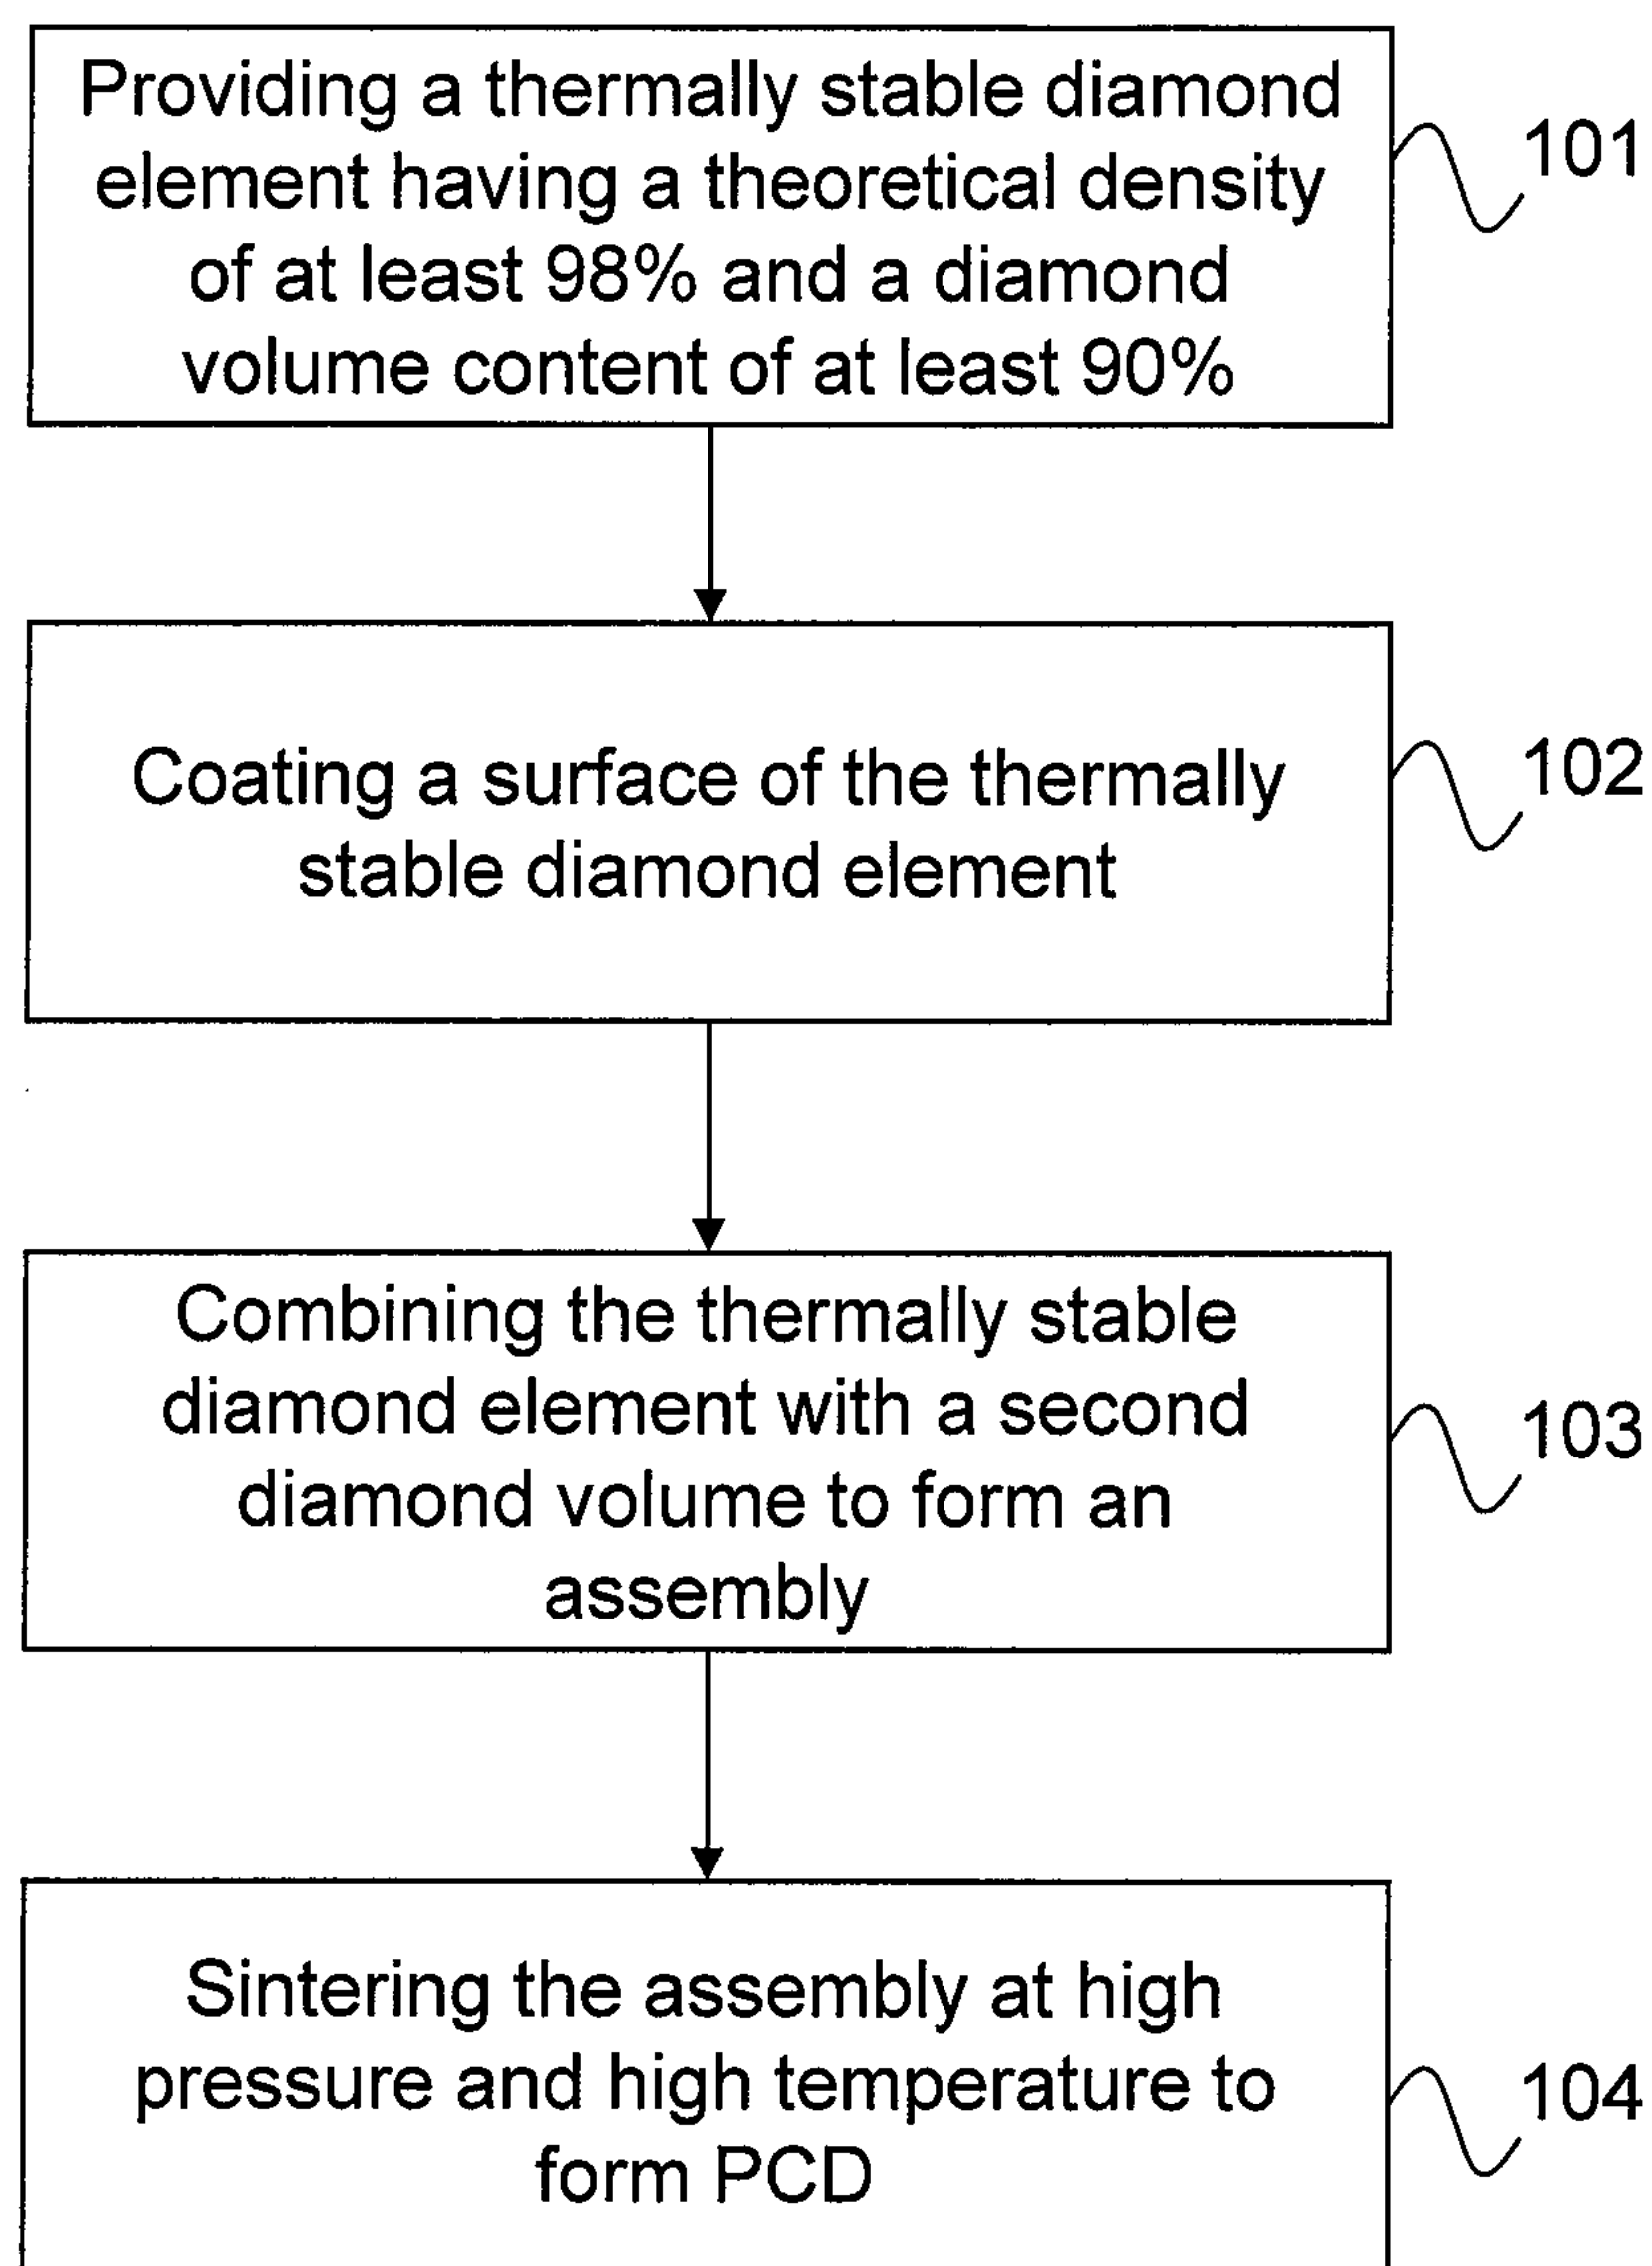 Providing a thermally stable diamond
element having a theoretical density
of at least 98% and a diamond
volume content of at least 90%
101
Coating a surface of the thermally
stable diamond element
102
Combining the thermally stable
diamond element with a second
diamond volume to form an
assembly
103
Sintering the assembly at high
pressure and high temperature to
form PCD
104